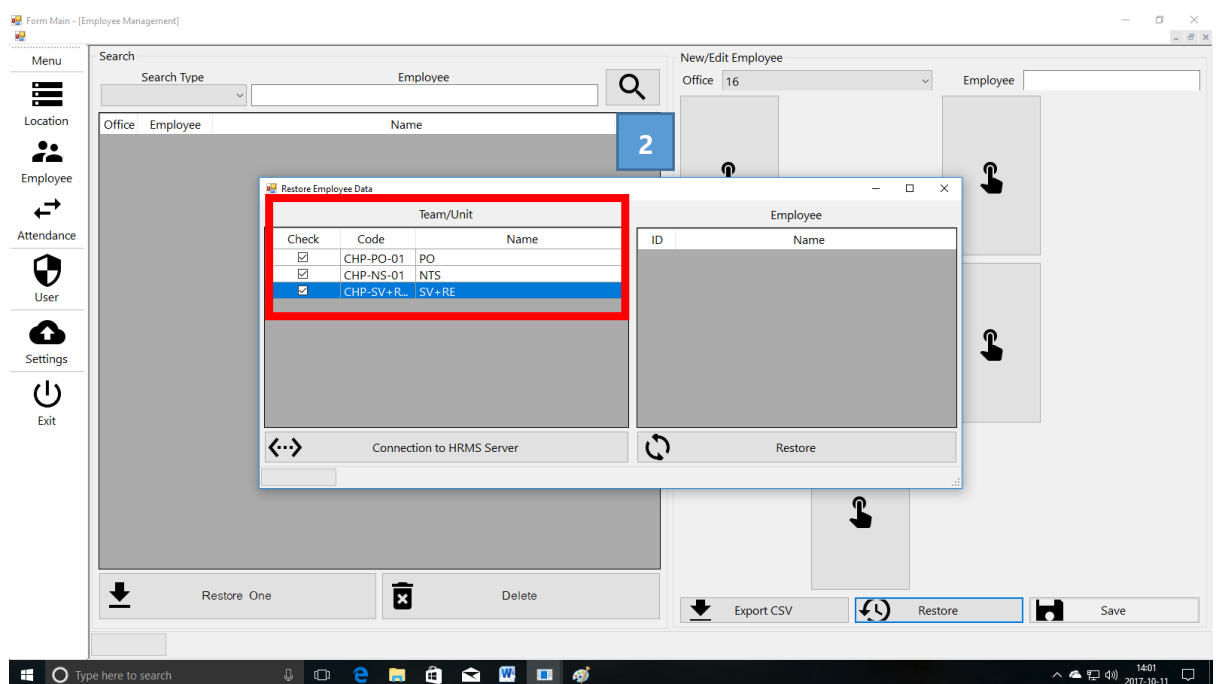 Form Main - [Employee Management]
Menu
Location
Employee
Attendance
User
Settings
Exit
Search
Search Type Employee
Office Employee Name
2
New/Edit Employee
Office 16 Employee
Restore Employee Data
Team/Unit
Check Code Name
CHP-PO-01 PO
CHP-NS-01 NTS
CHP-SV+R... SV+RE
Connection to HRMS Server
Employee
ID Name
Restore
Restore One
Delete
Export CSV
Restore
Save
Type here to search
14:01
2017-10-11